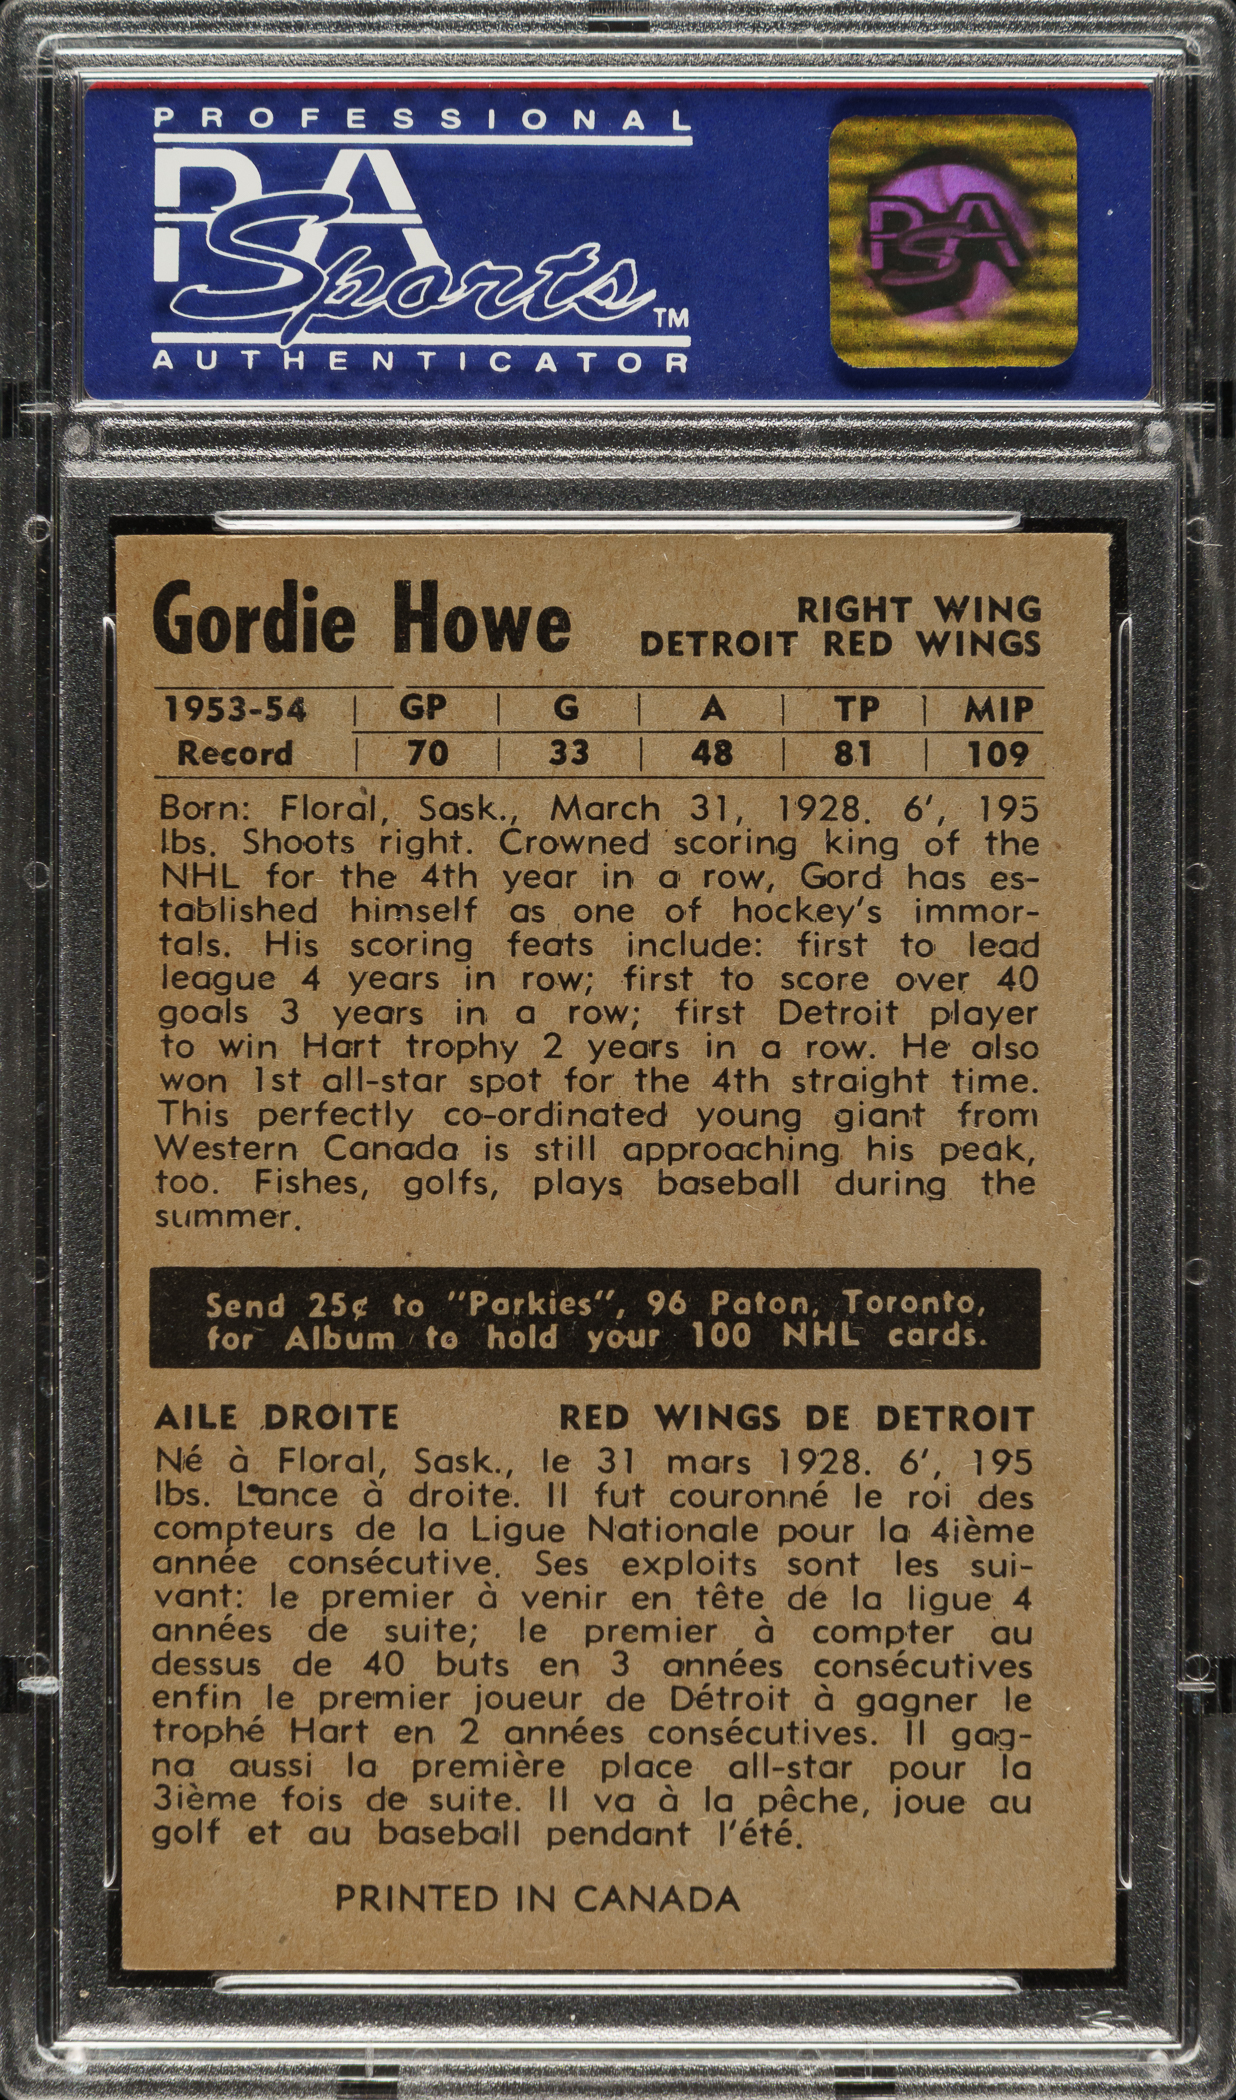 PROFESSIONAL
PSA
Sports™
AUTHENTICATOR
PSA
Gordie Howe
RIGHT WING
DETROIT RED WINGS
1953-54 | GP | G | A | TP | MIP
Record | 70 | 33 | 48 | 81 | 109
Born: Floral, Sask., March 31, 1928. 6', 195
lbs. Shoots right. Crowned scoring king of the
NHL for the 4th year in a row, Gord has es-
tablished himself as one of hockey's immor-
tals. His scoring feats include: first to lead
league 4 years in row; first to score over 40
goals 3 years in a row; first Detroit player
to win Hart trophy 2 years in a row. He also
won 1st all-star spot for the 4th straight time.
This perfectly co-ordinated young giant from
Western Canada is still approaching his peak,
too. Fishes, golfs, plays baseball during the
summer.
Send 25¢ to "Parkies", 96 Paton, Toronto,
for Album to hold your 100 NHL cards.
AILE DROITE RED WINGS DE DETROIT
Né à Floral, Sask., le 31 mars 1928. 6', 195
lbs. Lance à droite. Il fut couronné le roi des
compteurs de la Ligue Nationale pour la 4ième
année consécutive. Ses exploits sont les sui-
vant: le premier à venir en tête de la ligue 4
années de suite; le premier à compter au
dessus de 40 buts en 3 années consécutives
enfin le premier joueur de Détroit à gagner le
trophé Hart en 2 années consécutives. Il gag-
na aussi la première place all-star pour la
3ième fois de suite. Il va à la pêche, joue au
golf et au baseball pendant l'été.
PRINTED IN CANADA